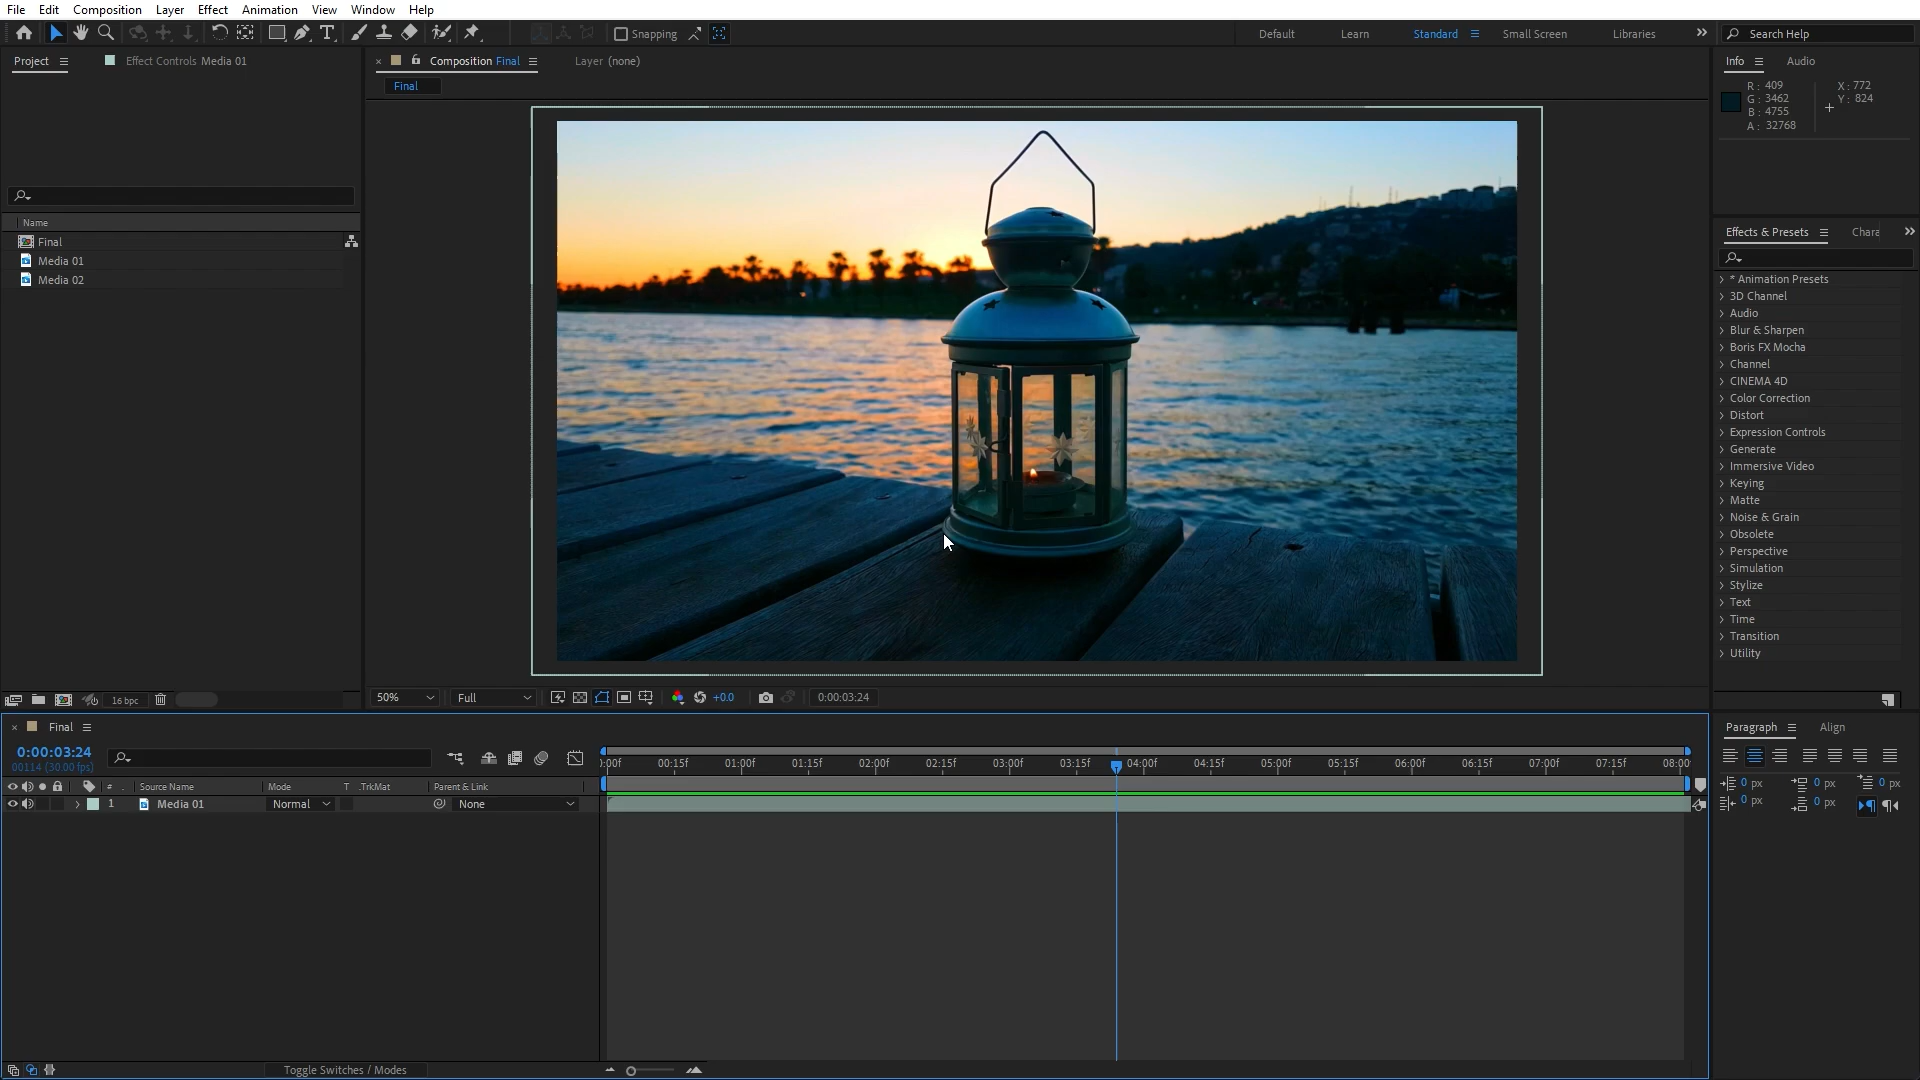 File Edit Composition Layer Effect Animation View Window Help
Snapping
Default Learn Standard Small Screen Libraries
Search Help
Project
Effect Controls Media 01
Composition Final
Layer (none)
Final
Info Audio
R: 409
G: 3462
B: 4755
A: 32768
X: 772
Y: 824
Name
Final
Media 01
Media 02
Effects & Presets
Chara
* Animation Presets
3D Channel
Audio
Blur & Sharpen
Boris FX Mocha
Channel
CINEMA 4D
Color Correction
Distort
Expression Controls
Generate
Immersive Video
Keying
Matte
Noise & Grain
Obsolete
Perspective
Simulation
Stylize
Text
Time
Transition
Utility
16 bpc
50%
Full
+0.0
0:00:03:24
Final
0:00:03:24
00114 (30.00 fps)
:00f 00:15f 01:00f 01:15f 02:00f 02:15f 03:00f 03:15f 04:00f 04:15f 05:00f 05:15f 06:00f 06:15f 07:00f 07:15f 08:00
# . Source Name Mode T .TrkMat Parent & Link
1 Media 01 Normal None
Toggle Switches / Modes
Paragraph Align
0 px 0 px 0 px
0 px 0 px